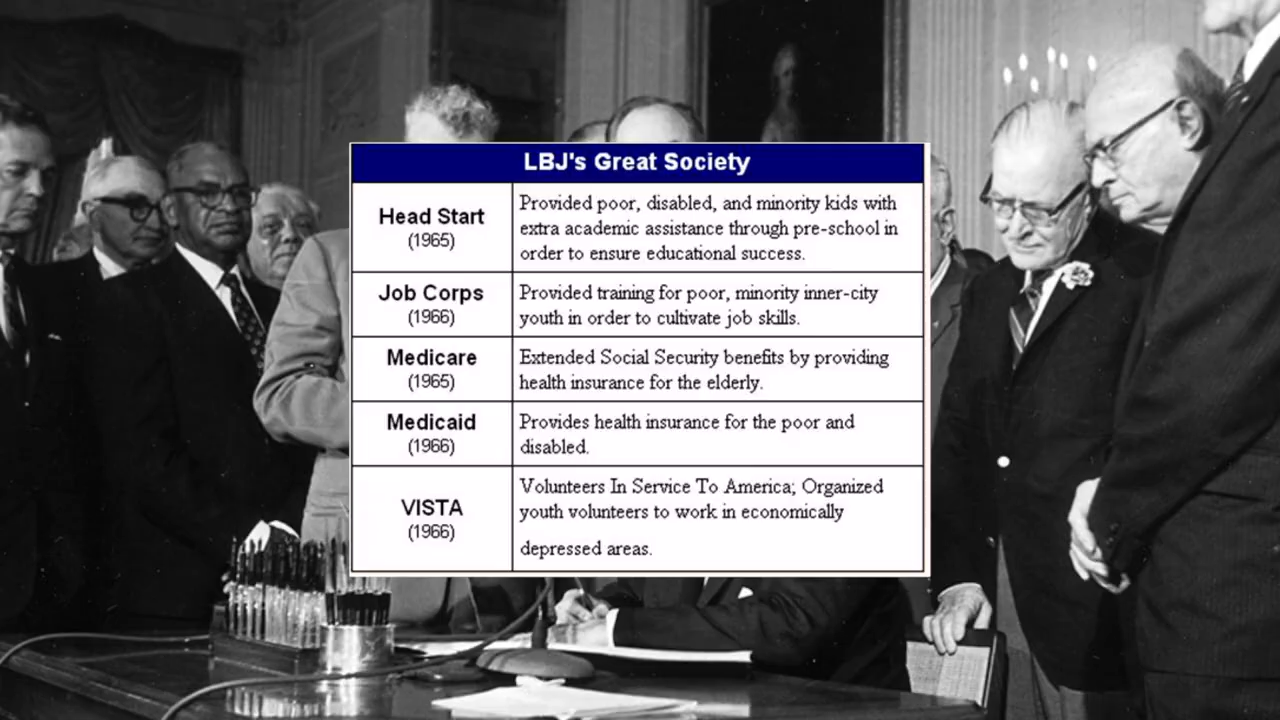 LBJ's Great Society
Head Start
(1965)
Provided poor, disabled, and minority kids with
extra academic assistance through pre-school in
order to ensure educational success.
Job Corps
(1966)
Provided training for poor, minority inner-city
youth in order to cultivate job skills.
Medicare
(1965)
Extended Social Security benefits by providing
health insurance for the elderly.
Medicaid
(1966)
Provides health insurance for the poor and
disabled.
VISTA
(1966)
Volunteers In Service To America; Organized
youth volunteers to work in economically
depressed areas.